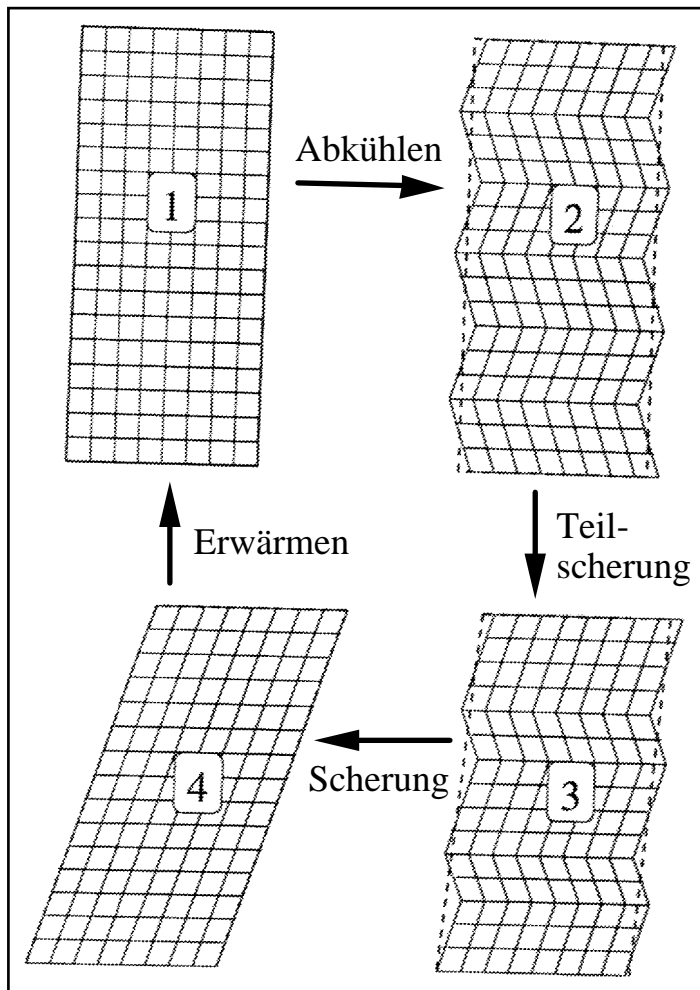 1
Abkühlen
2
Teil-
scherung
3
Scherung
4
Erwärmen